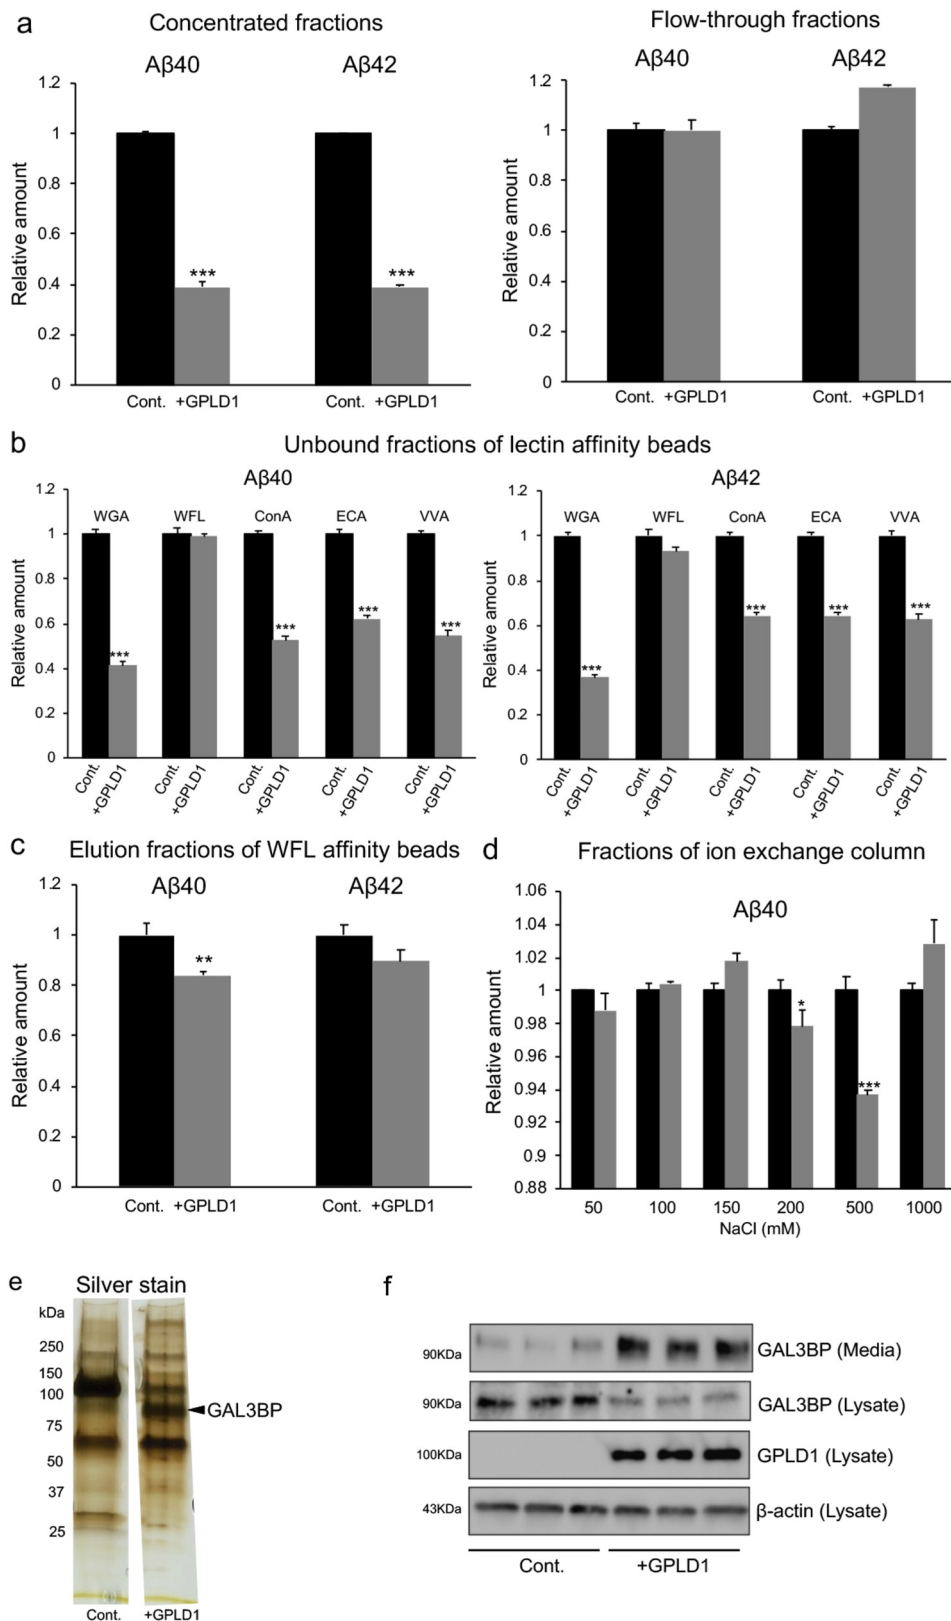 a
Concentrated fractions
Flow-through fractions
Aβ40
Aβ42
Aβ40
Aβ42
Relative amount
1.2
1
0.8
0.6
0.4
0.2
0
***
***
Cont. +GPLD1
Cont. +GPLD1
Relative amount
1.2
1
0.8
0.6
0.4
0.2
0
Cont. +GPLD1
Cont. +GPLD1
b
Unbound fractions of lectin affinity beads
Aβ40
Relative amount
1.2
1
0.8
0.6
0.4
0.2
0
WGA
WFL
ConA
ECA
VVA
***
***
***
***
Cont. +GPLD1
Cont. +GPLD1
Cont. +GPLD1
Cont. +GPLD1
Cont. +GPLD1
Aβ42
Relative amount
1.2
1
0.8
0.6
0.4
0.2
0
WGA
WFL
ConA
ECA
VVA
***
***
***
***
Cont. +GPLD1
Cont. +GPLD1
Cont. +GPLD1
Cont. +GPLD1
Cont. +GPLD1
c
Elution fractions of WFL affinity beads
Aβ40
Aβ42
Relative amount
1.2
1
0.8
0.6
0.4
0.2
0
**
Cont. +GPLD1
Cont. +GPLD1
d
Fractions of ion exchange column
Aβ40
Relative amount
1.06
1.04
1.02
1
0.98
0.96
0.94
0.92
0.9
0.88
*
***
50
100
150
200
500
1000
NaCl (mM)
e
Silver stain
kDa
250
150
100
75
50
37
25
GAL3BP
Cont.
+GPLD1
f
90KDa
GAL3BP (Media)
90KDa
GAL3BP (Lysate)
100KDa
GPLD1 (Lysate)
43KDa
β-actin (Lysate)
Cont.
+GPLD1